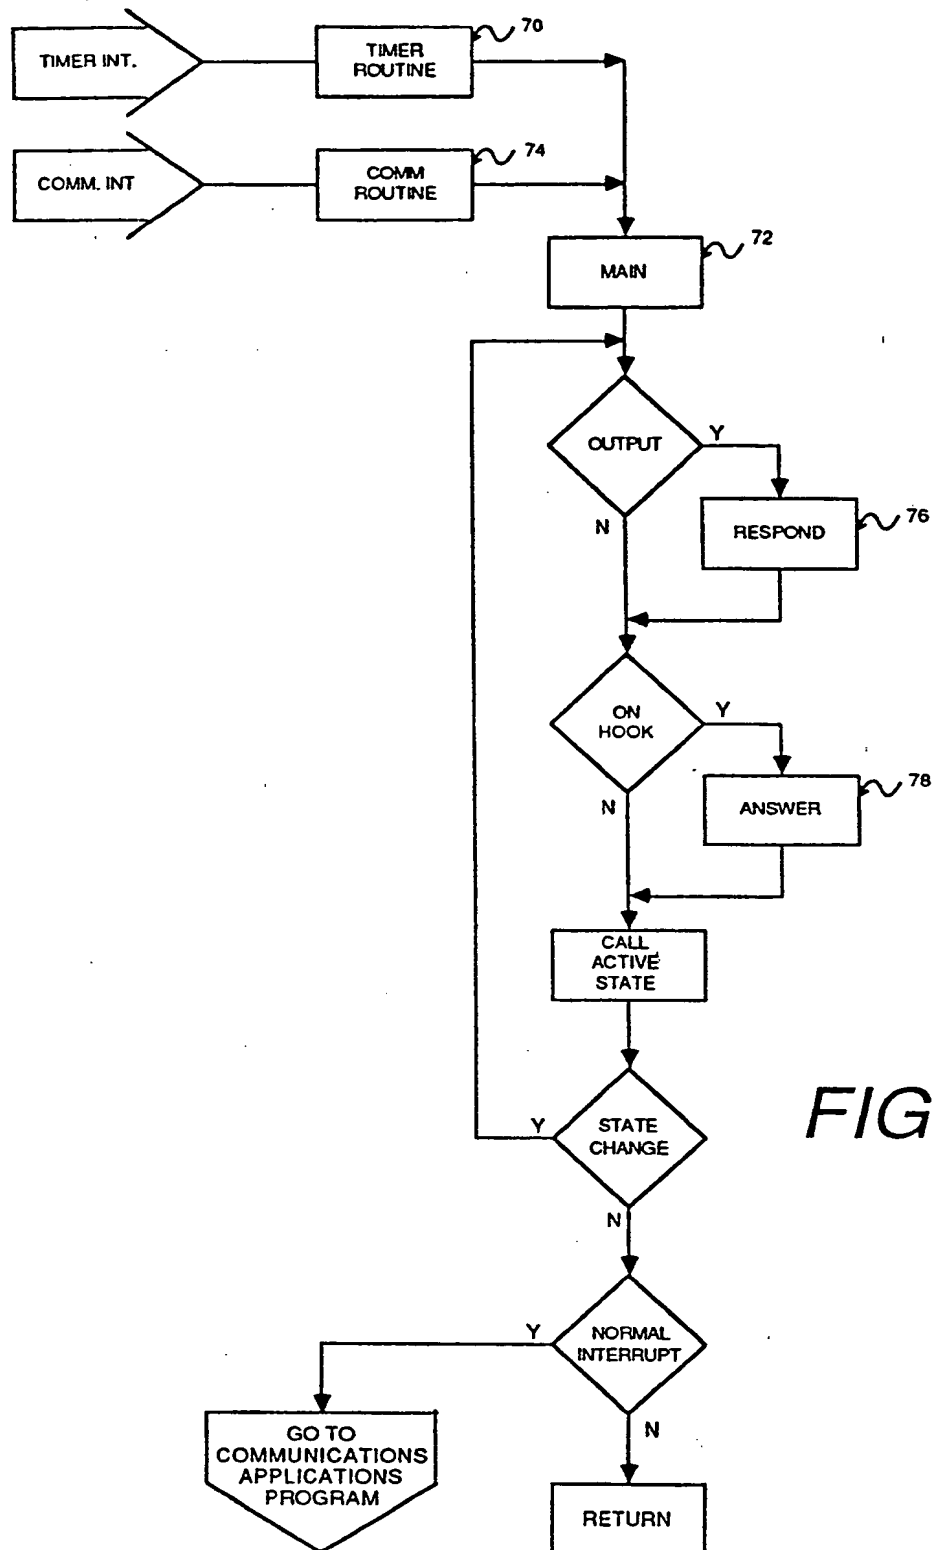 TIMER INT.
TIMER
ROUTINE
70
COMM. INT
COMM
ROUTINE
74
MAIN
72
OUTPUT
Y
N
RESPOND
76
ON
HOOK
Y
N
ANSWER
78
CALL
ACTIVE
STATE
STATE
CHANGE
Y
N
FIG
NORMAL
INTERRUPT
Y
N
GO TO
COMMUNICATIONS
APPLICATIONS
PROGRAM
RETURN